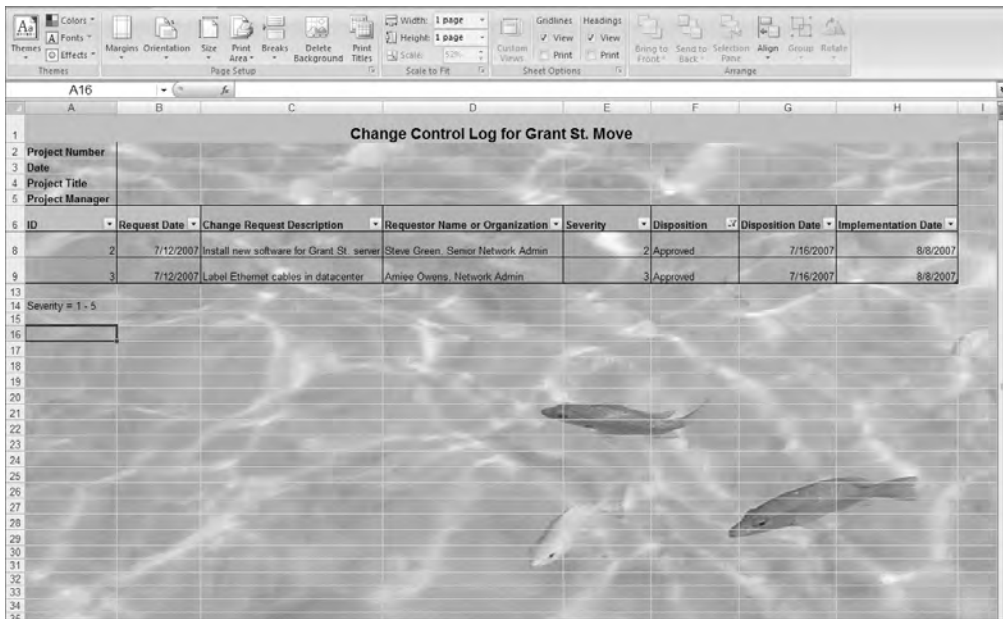 Colors Width: 1 page Gridlines Headings
Aa A Fonts Height: 1 page View View
Themes Effects Margins Orientation Size Print Area Breaks Delete Background Print Titles Scale: 52% Custom Views Print Print Bring to Front Send to Back Selection Pane Align Group Rotate
Themes Page Setup Scale to Fit Sheet Options Arrange
A16 fx
A B C D E F G H I
1 Change Control Log for Grant St. Move
2 Project Number
3 Date
4 Project Title
5 Project Manager
6 ID Request Date Change Request Description Requestor Name or Organization Severity Disposition Disposition Date Implementation Date
8 2 7/12/2007 Install new software for Grant St. server Steve Green, Senior Network Admin 2 Approved 7/16/2007 8/8/2007
9 3 7/12/2007 Label Ethernet cables in datacenter Amiee Owens, Network Admin 3 Approved 7/16/2007 8/8/2007
13
14 Severity = 1 - 5
15
16
17
18
19
20
21
22
23
24
25
26
27
28
29
30
31
32
33
34
35